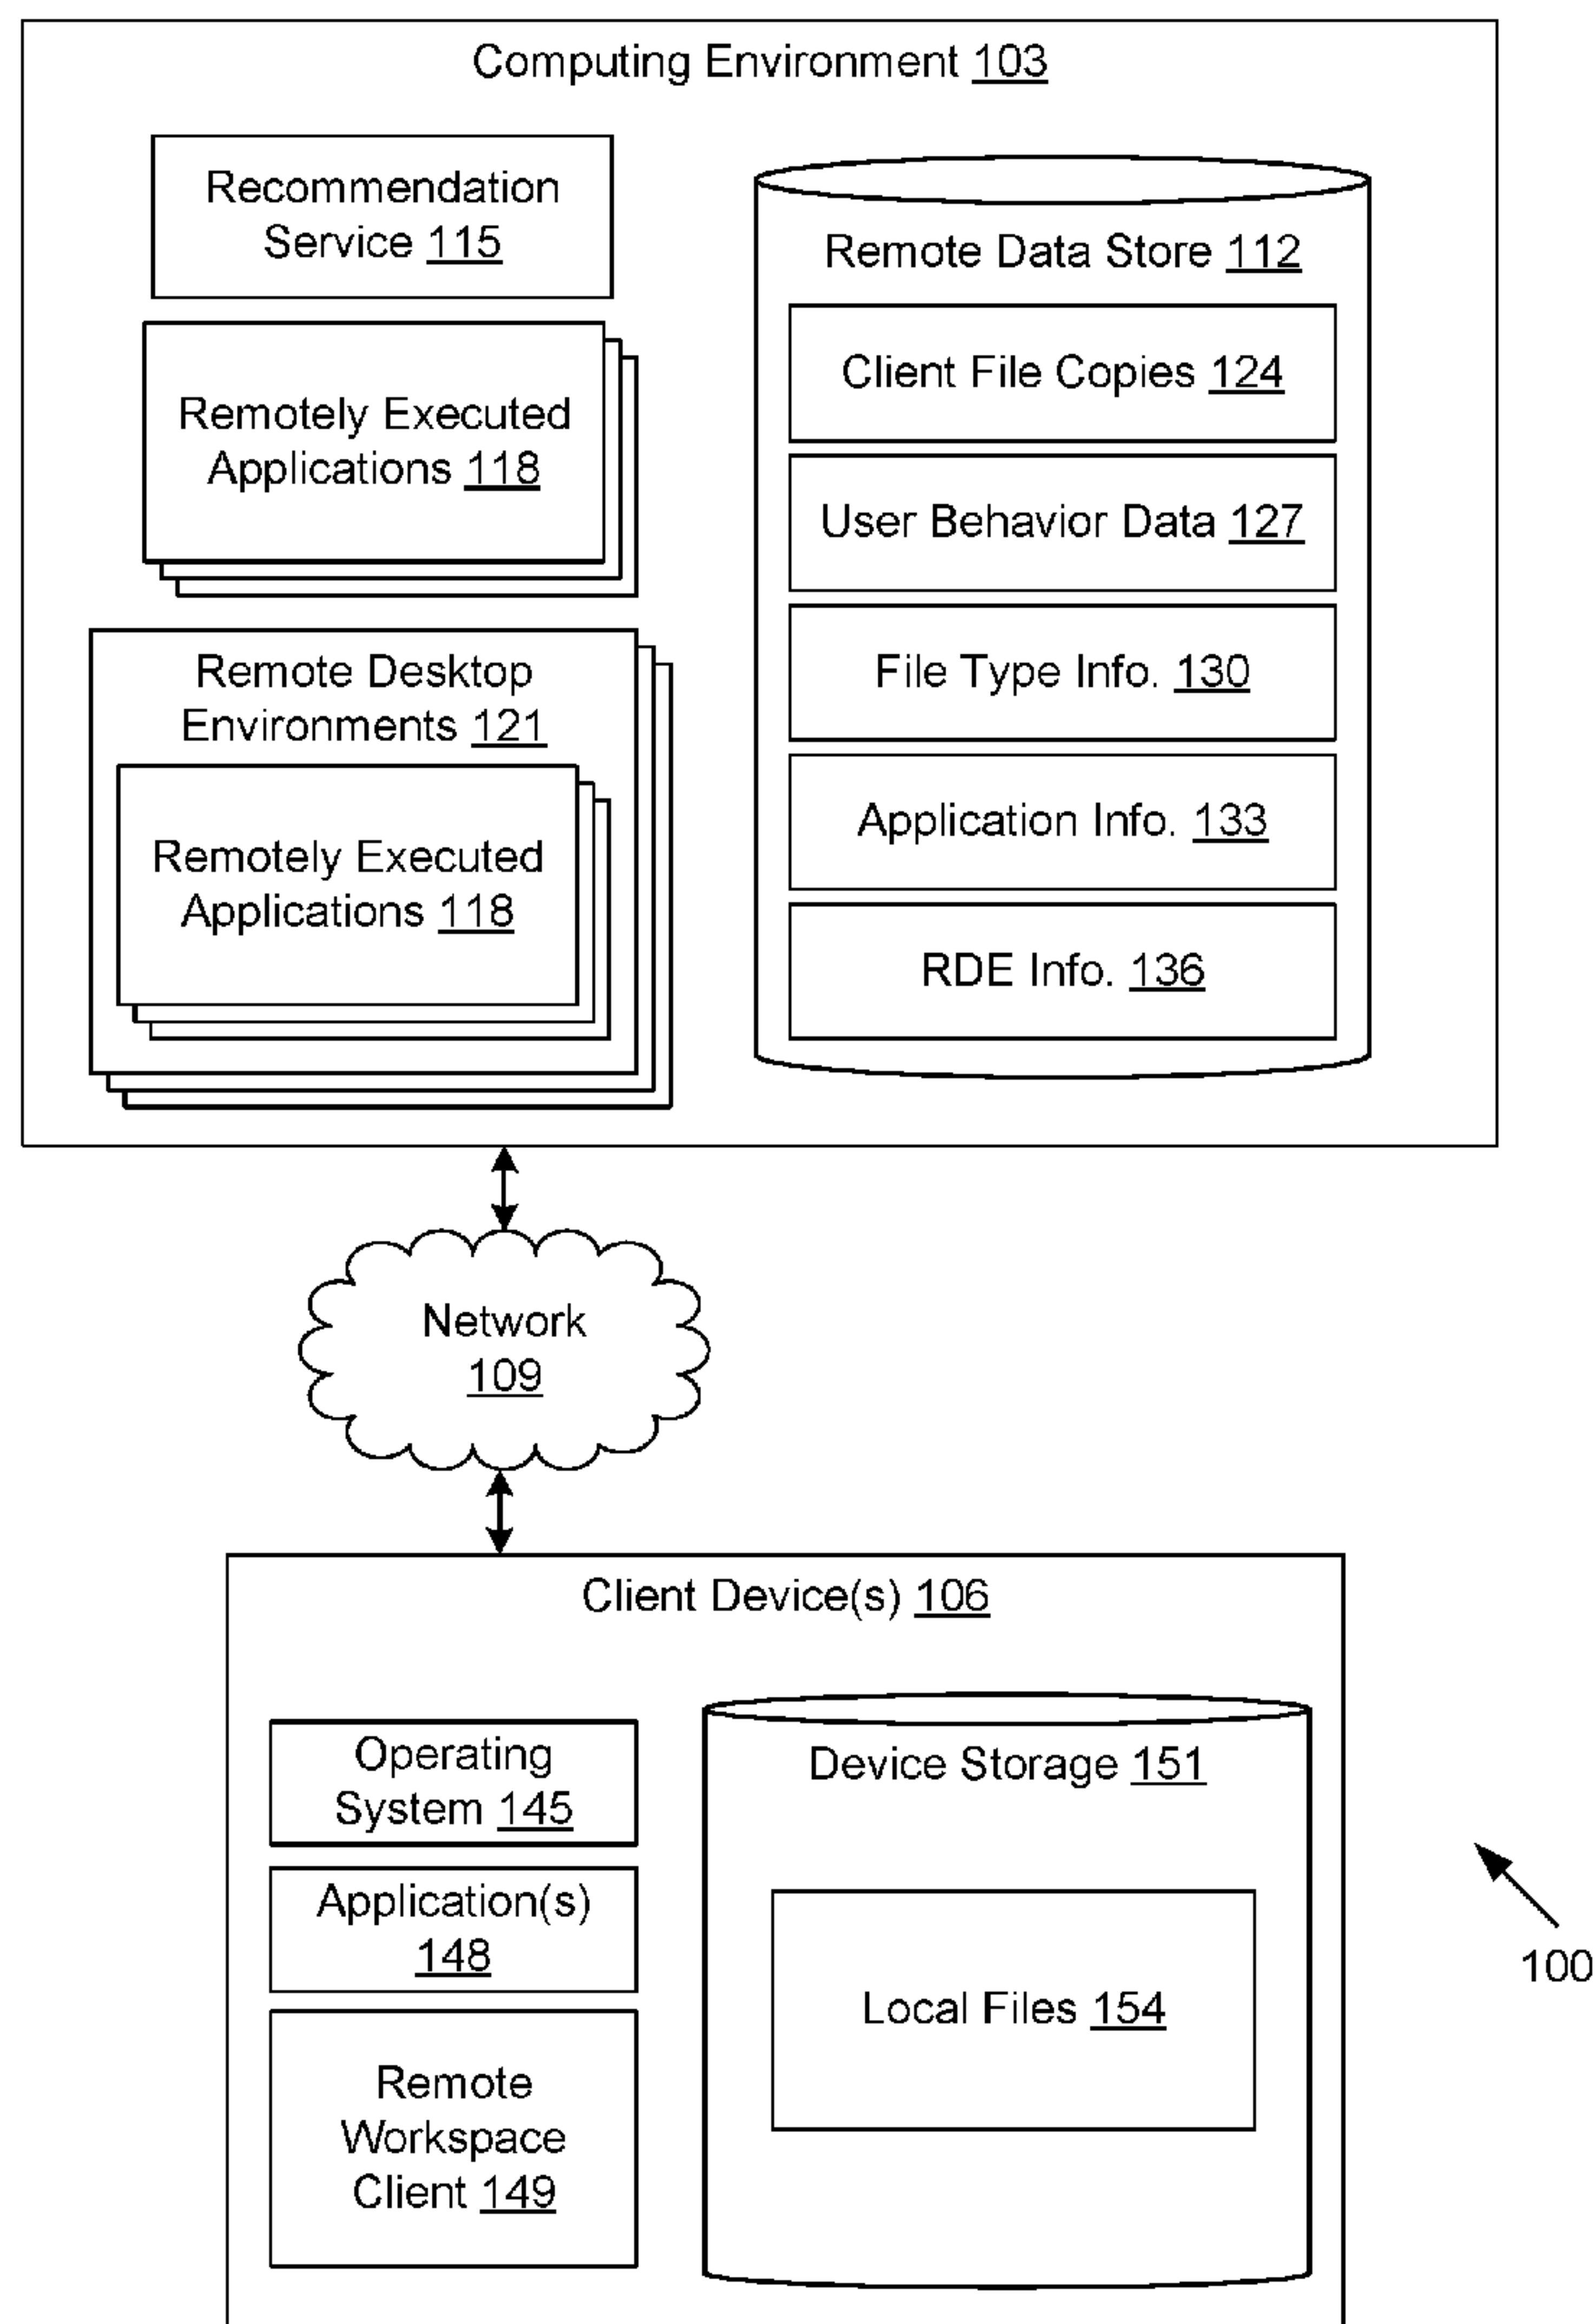 Computing Environment 103
Recommendation
Service 115
Remotely Executed
Applications 118
Remote Desktop
Environments 121
Remotely Executed
Applications 118
Remote Data Store 112
Client File Copies 124
User Behavior Data 127
File Type Info. 130
Application Info. 133
RDE Info. 136
Network
109
Client Device(s) 106
Operating
System 145
Application(s)
148
Remote
Workspace
Client 149
Device Storage 151
Local Files 154
100